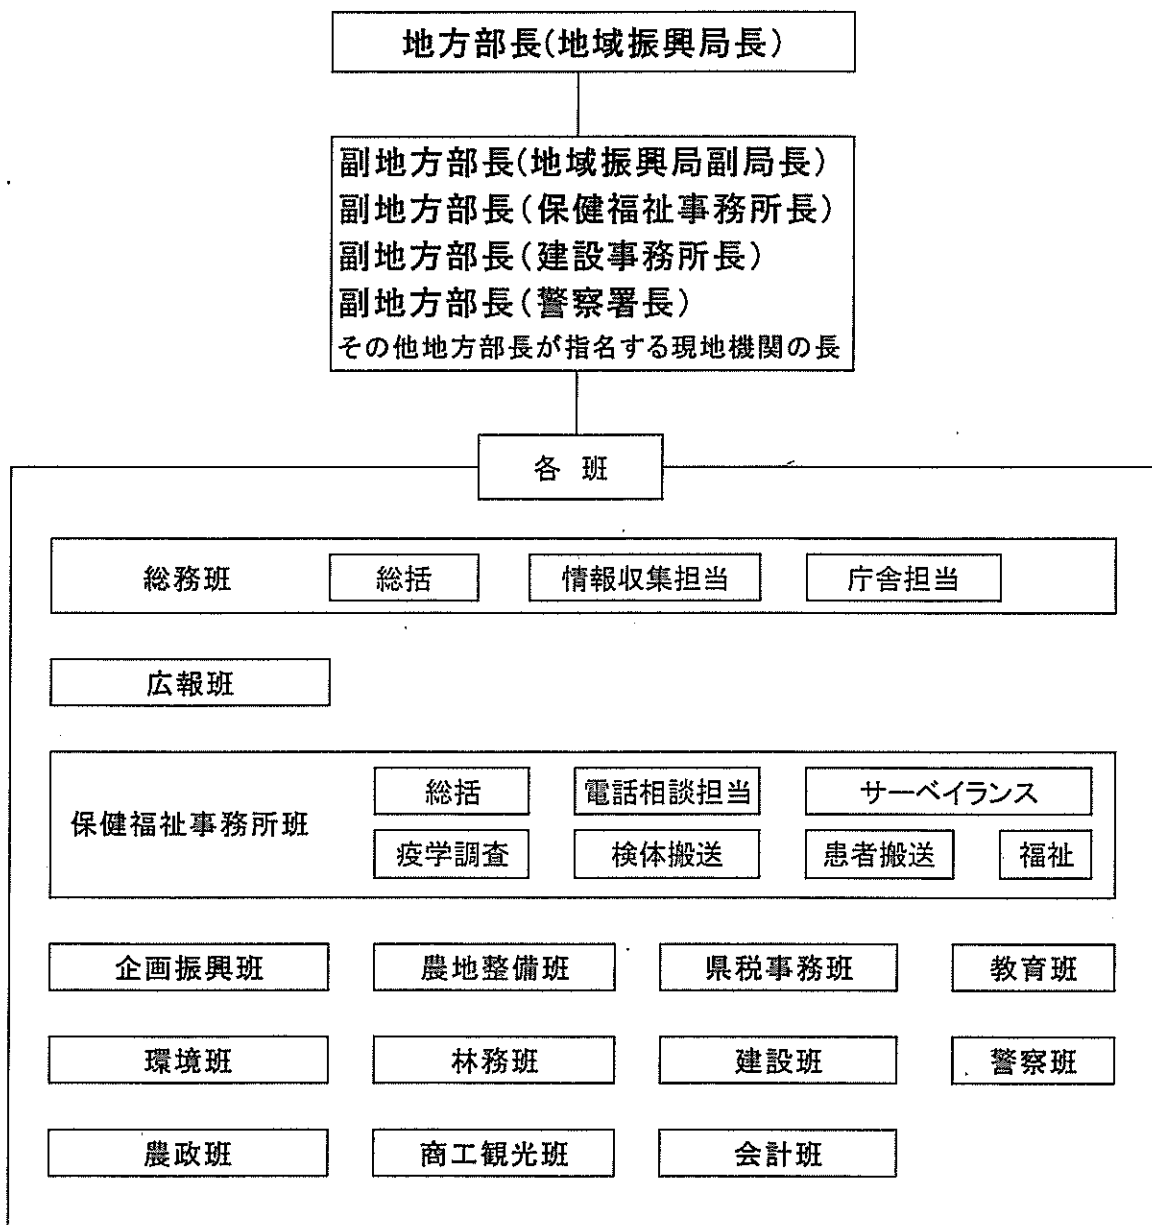 地方部長(地域振興局長)
副地方部長(地域振興局副局長)
副地方部長(保健福祉事務所長)
副地方部長(建設事務所長)
副地方部長(警察署長)
その他地方部長が指名する現地機関の長
各 班
総務班 総括 情報収集担当 庁舎担当
広報班
保健福祉事務所班
総括 電話相談担当 サーベイランス
疫学調査 検体搬送 患者搬送 福祉
企画振興班 農地整備班 県税事務班 教育班
環境班 林務班 建設班 警察班
農政班 商工観光班 会計班